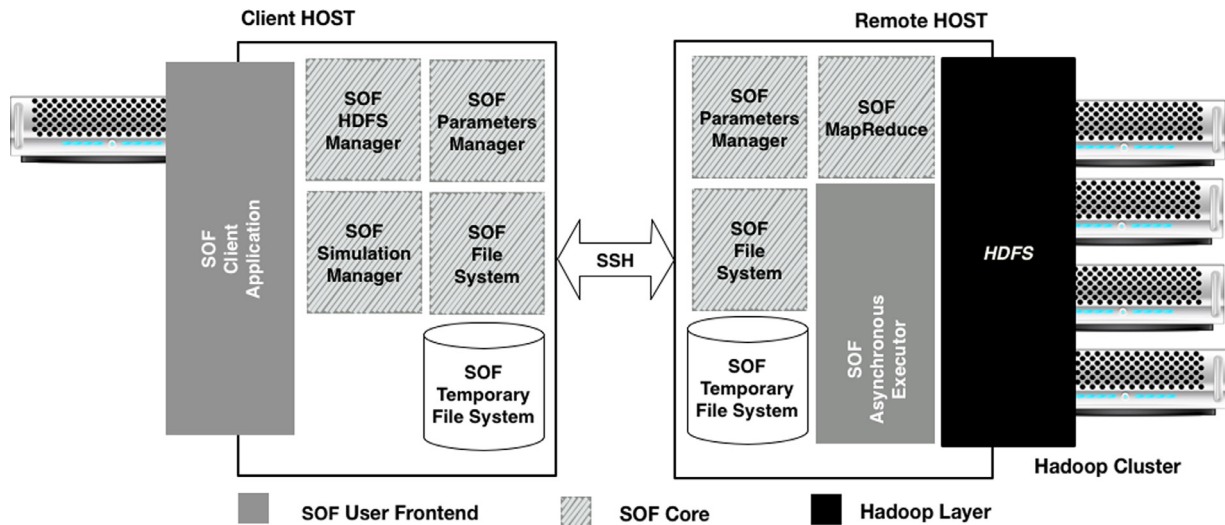 Client HOST
Remote HOST
SOF
Client
Application
SOF
HDFS
Manager
SOF
Parameters
Manager
SOF
Simulation
Manager
SOF
File
System
SOF
Temporary
File System
SSH
SOF
Parameters
Manager
SOF
MapReduce
SOF
File
System
SOF
Temporary
File System
SOF
Asynchronous
Executor
HDFS
Hadoop Cluster
SOF User Frontend
SOF Core
Hadoop Layer